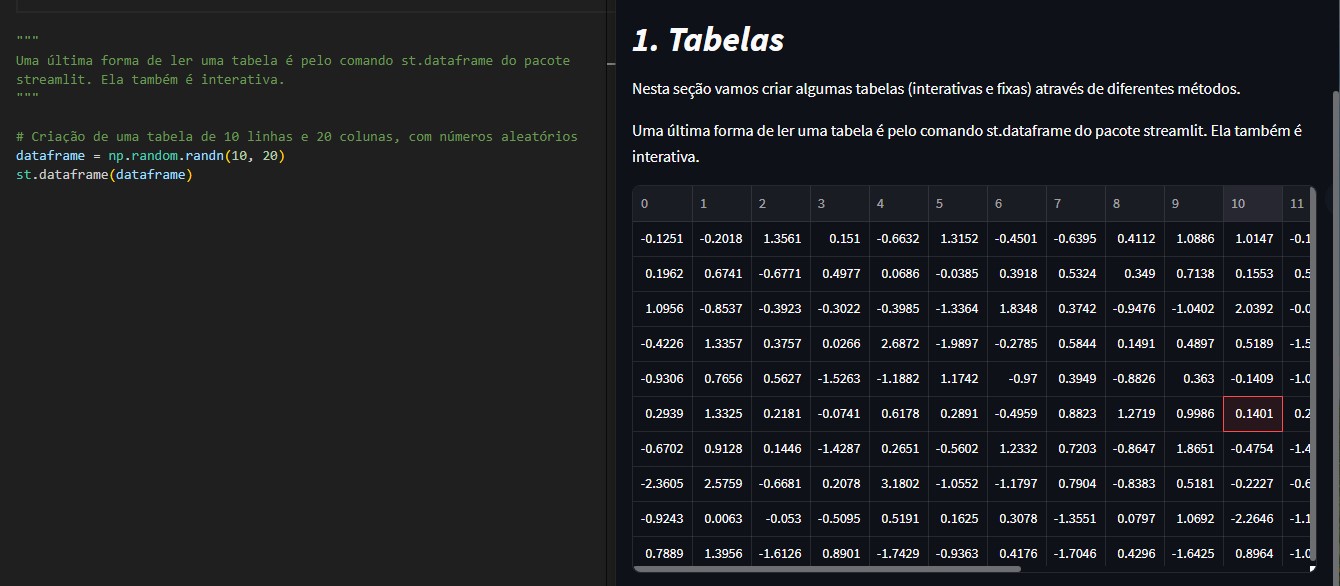 """
Uma última forma de ler uma tabela é pelo comando st.dataframe do pacote
streamlit. Ela também é interativa.
"""
# Criação de uma tabela de 10 linhas e 20 colunas, com números aleatórios
dataframe = np.random.randn(10, 20)
st.dataframe(dataframe)
1. Tabelas
Nesta seção vamos criar algumas tabelas (interativas e fixas) através de diferentes métodos.
Uma última forma de ler uma tabela é pelo comando st.dataframe do pacote streamlit. Ela também é
interativa.
0 1 2 3 4 5 6 7 8 9 10 11
-0.1251 -0.2018 1.3561 0.151 -0.6632 1.3152 -0.4501 -0.6395 0.4112 1.0886 1.0147 -0.1
0.1962 0.6741 -0.6771 0.4977 0.0686 -0.0385 0.3918 0.5324 0.349 0.7138 0.1553 0.5
1.0956 -0.8537 -0.3923 -0.3022 -0.3985 -1.3364 1.8348 0.3742 -0.9476 -1.0402 2.0392 -0.0
-0.4226 1.3357 0.3757 0.0266 2.6872 -1.9897 -0.2785 0.5844 0.1491 0.4897 0.5189 -1.5
-0.9306 0.7656 0.5627 -1.5263 -1.1882 1.1742 -0.97 0.3949 -0.8826 0.363 -0.1409 -1.0
0.2939 1.3325 0.2181 -0.0741 0.6178 0.2891 -0.4959 0.8823 1.2719 0.9986 0.1401 0.2
-0.6702 0.9128 0.1446 -1.4287 0.2651 -0.5602 1.2332 0.7203 -0.8647 1.8651 -0.4754 -1.4
-2.3605 2.5759 -0.6681 0.2078 3.1802 -1.0552 -1.1797 0.7904 -0.8383 0.5181 -0.2227 -0.6
-0.9243 0.0063 -0.053 -0.5095 0.5191 0.1625 0.3078 -1.3551 0.0797 1.0692 -2.2646 -1.1
0.7889 1.3956 -1.6126 0.8901 -1.7429 -0.9363 0.4176 -1.7046 0.4296 -1.6425 0.8964 -1.0